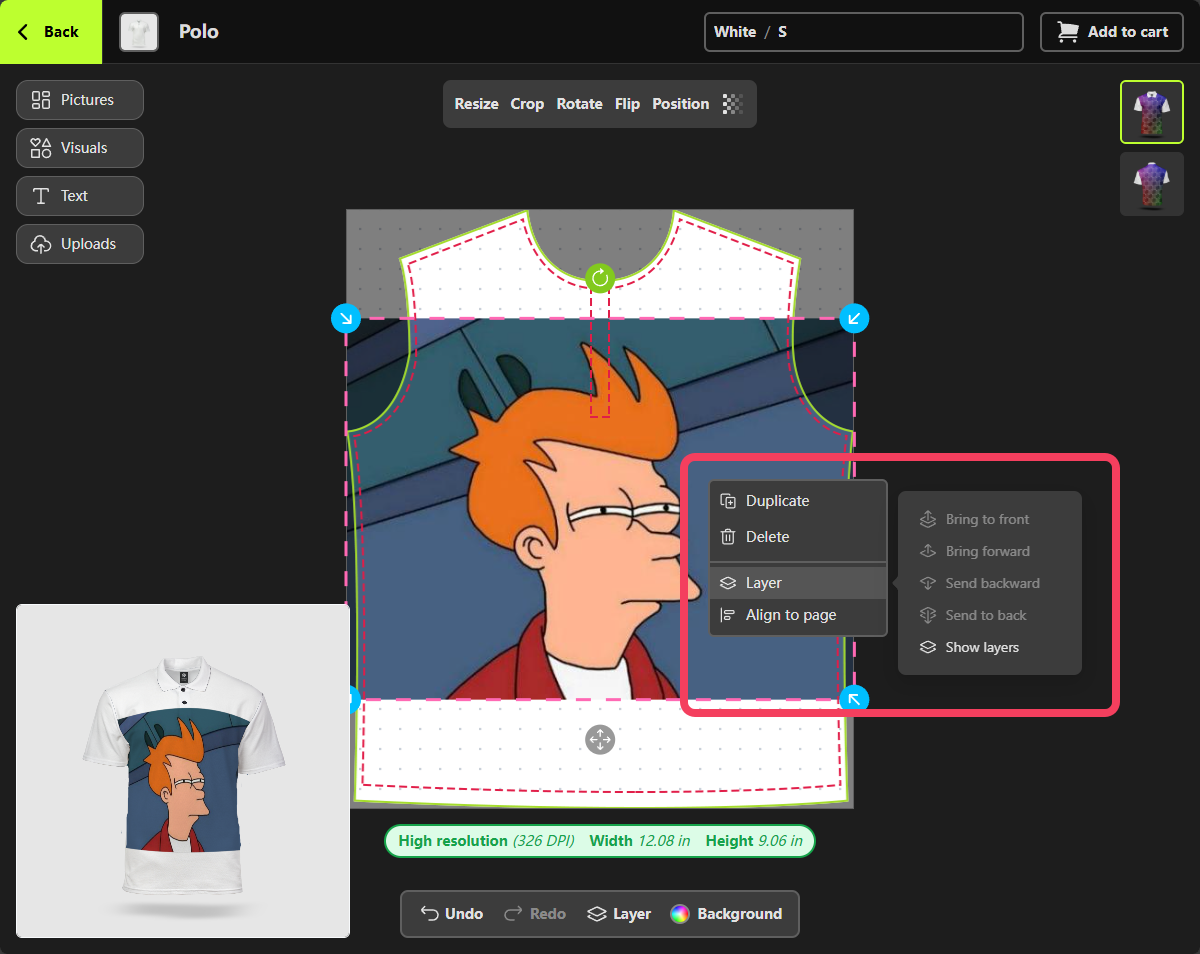 Back
Polo
White / S
Add to cart
Pictures
Visuals
Text
Uploads
Resize Crop Rotate Flip Position
Duplicate
Delete
Layer
Align to page
Bring to front
Bring forward
Send backward
Send to back
Show layers
High resolution (326 DPI) Width 12.08 in Height 9.06 in
Undo Redo Layer Background